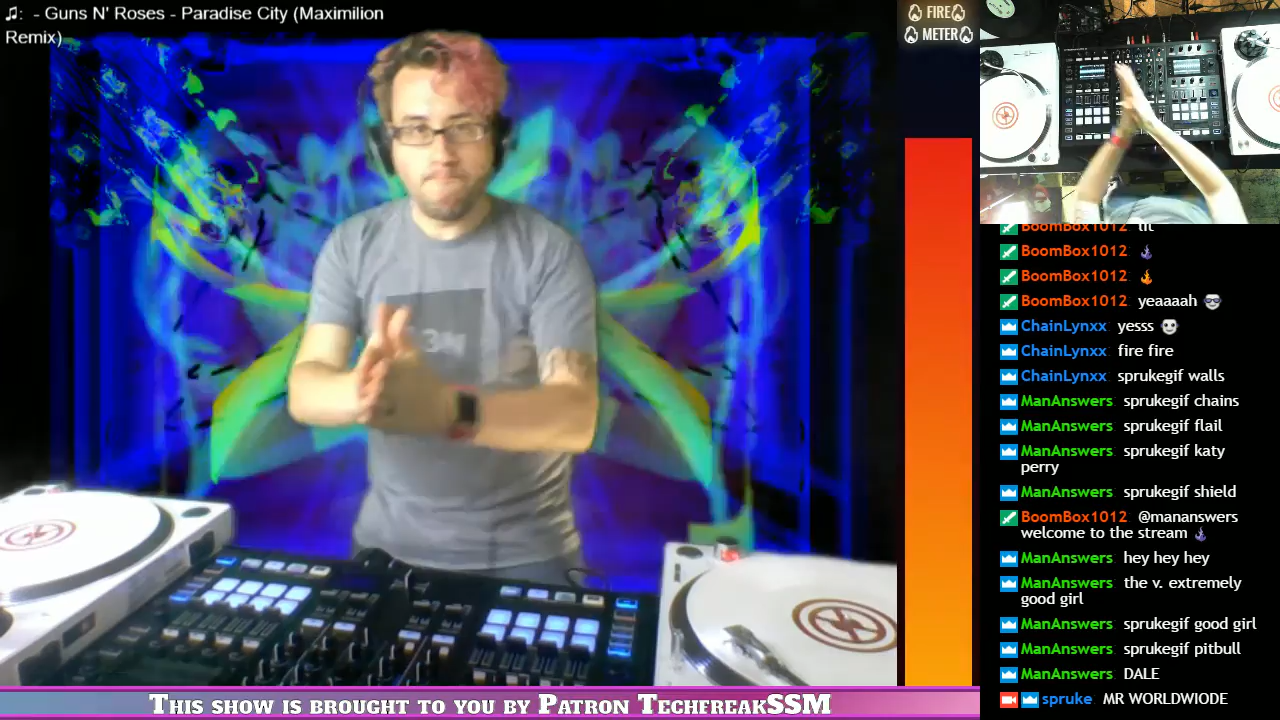 ♫: - Guns N' Roses - Paradise City (Maximilion
Remix)
FIRE
METER
BoomBox1012
BoomBox1012
BoomBox1012
BoomBox1012 yeaaaah
ChainLynxx yesss
ChainLynxx fire fire
ChainLynxx sprukegif walls
ManAnswers sprukegif chains
ManAnswers sprukegif flail
ManAnswers sprukegif katy
perry
ManAnswers sprukegif shield
BoomBox1012 @mananswers
welcome to the stream
ManAnswers hey hey hey
ManAnswers the v. extremely
good girl
ManAnswers sprukegif good girl
ManAnswers sprukegif pitbull
ManAnswers DALE
spruke MR WORLDWIODE
THIS SHOW IS BROUGHT TO YOU BY PATRON TECHFREAKSSM